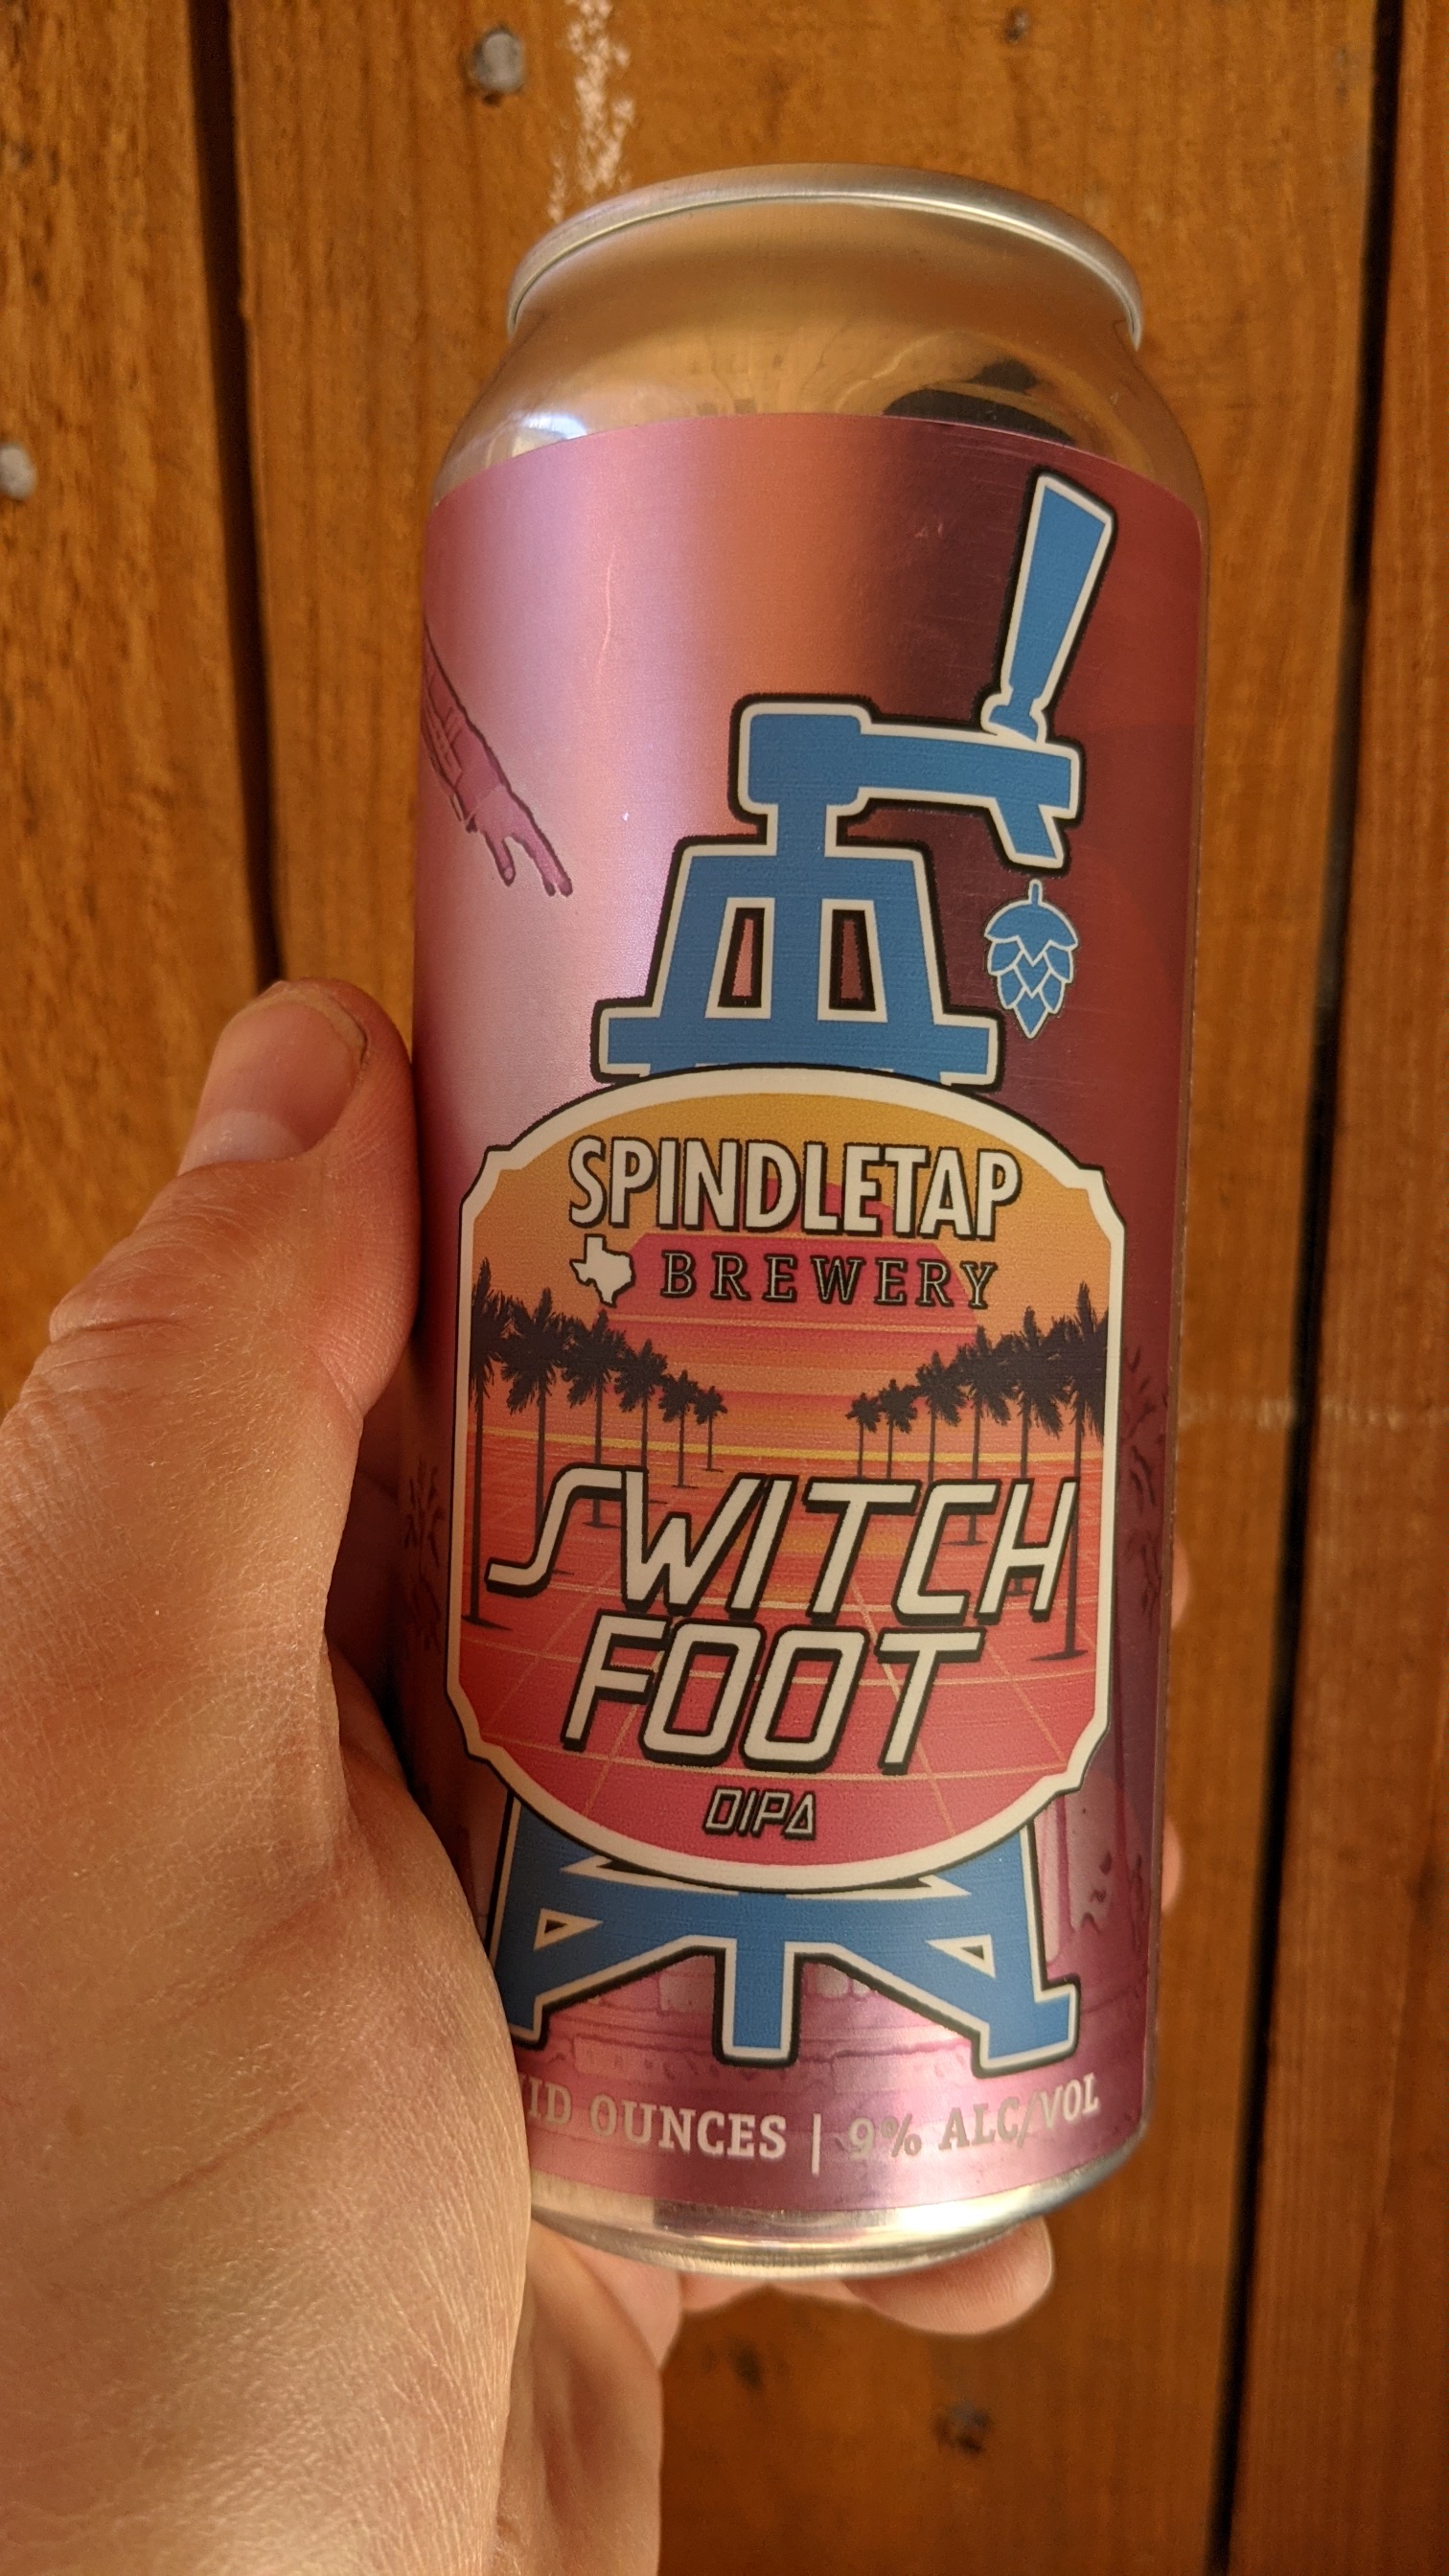 SPINDLETAP
BREWERY
SWITCH
FOOT
DIPA
OUNCES | 9% ALC/VOL